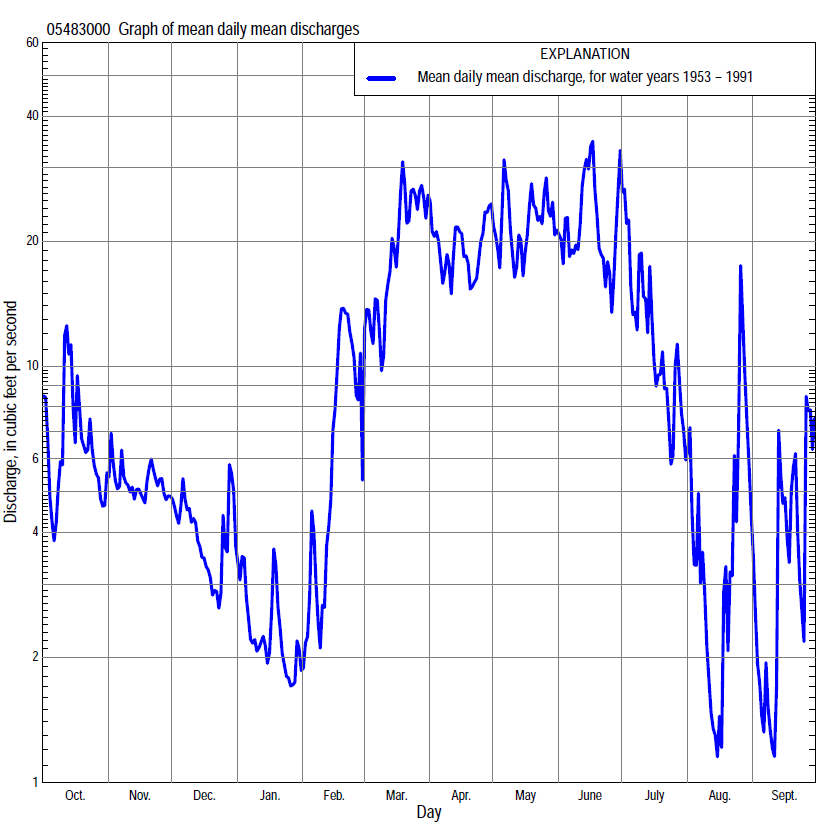 05483000 Graph of mean daily mean discharges
EXPLANATION
Mean daily mean discharge, for water years 1953 – 1991
Discharge, in cubic feet per second
60
40
20
10
6
4
2
1
Oct. Nov. Dec. Jan. Feb. Mar. Apr. May June July Aug. Sept.
Day